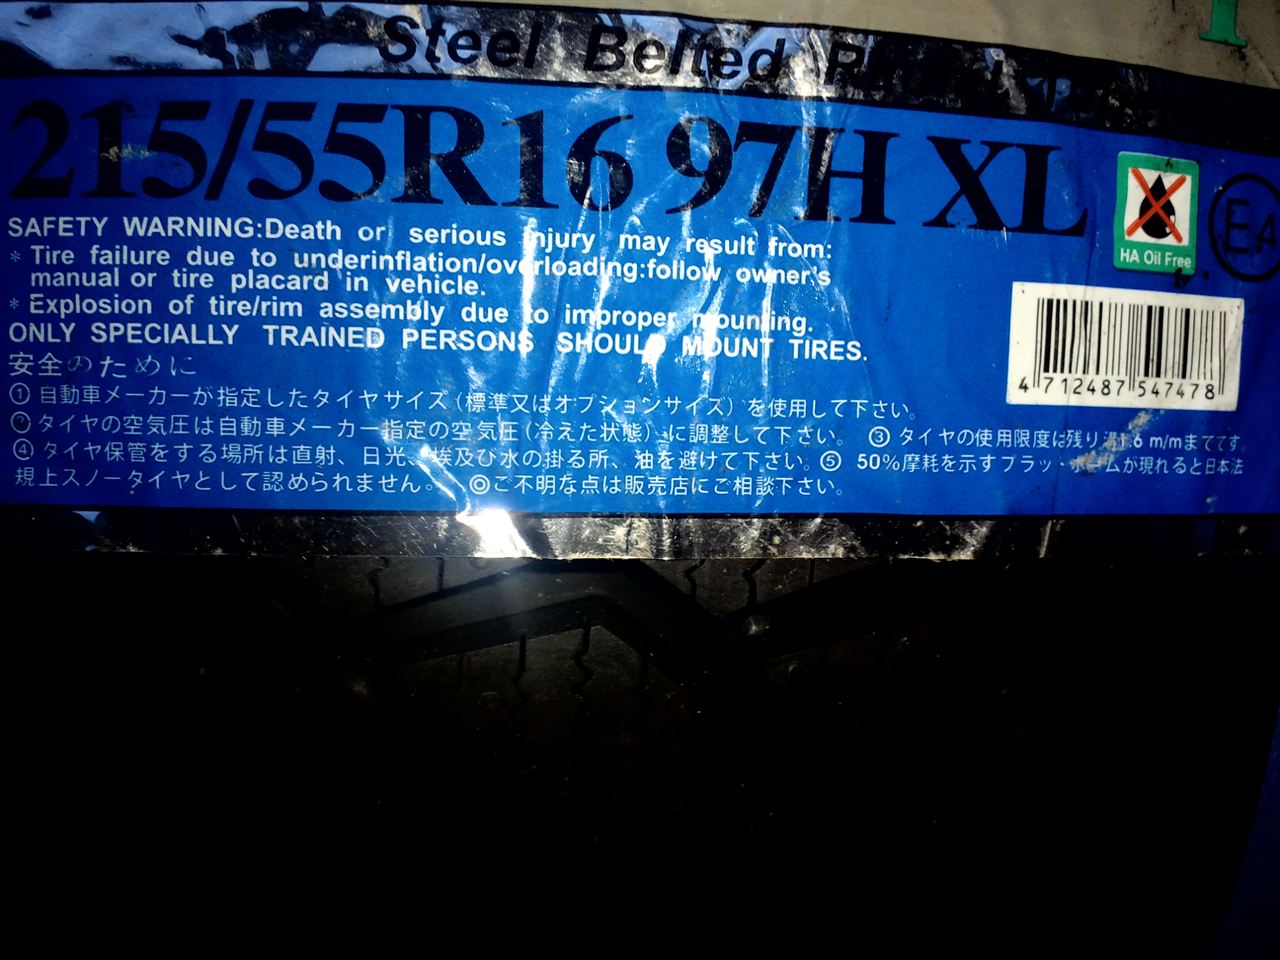 Steel Belted Radial
215/55R16 97H XL
HA Oil Free
SAFETY WARNING:Death or serious injury may result from:
* Tire failure due to underinflation/overloading:follow owner's
manual or tire placard in vehicle.
* Explosion of tire/rim assembly due to improper mounting.
ONLY SPECIALLY TRAINED PERSONS SHOULD MOUNT TIRES.
4 712487 547478
安全のために
① 自動車メーカーが指定したタイヤサイズ（標準又はオプションサイズ）を使用して下さい。
② タイヤの空気圧は自動車メーカー指定の空気圧（冷えた状態）に調整して下さい。 ③ タイヤの使用限度は残り溝1.6 m/mまでです。
④ タイヤ保管をする場所は直射、日光、埃及び水の掛る所、油を避けて下さい。⑤ 50%摩耗を示すプラットホームが現れると日本法
規上スノータイヤとして認められません。 ◎ご不明な点は販売店にご相談下さい。